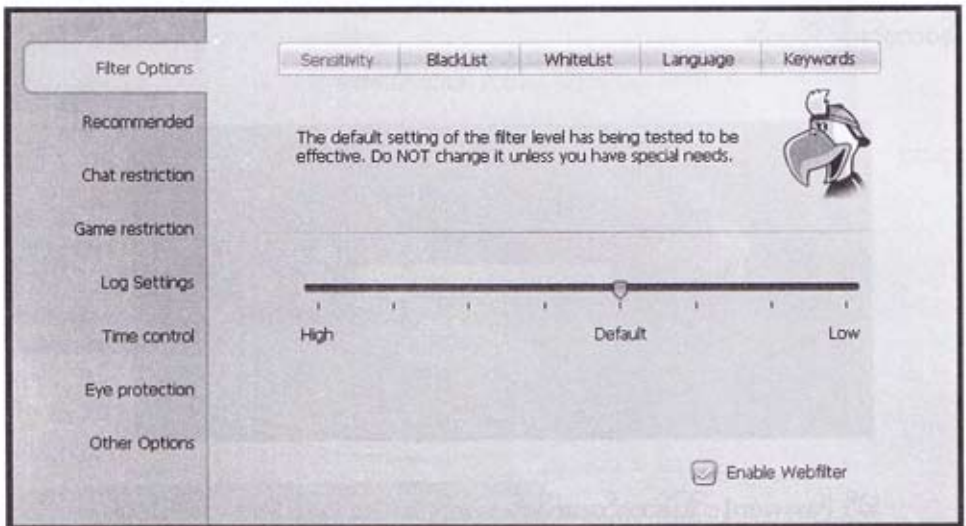 Filter Options
Recommended
Chat restriction
Game restriction
Log Settings
Time control
Eye protection
Other Options
Sensitivity BlackList WhiteList Language Keywords
The default setting of the filter level has being tested to be
effective. Do NOT change it unless you have special needs.
High Default Low
Enable Webfilter